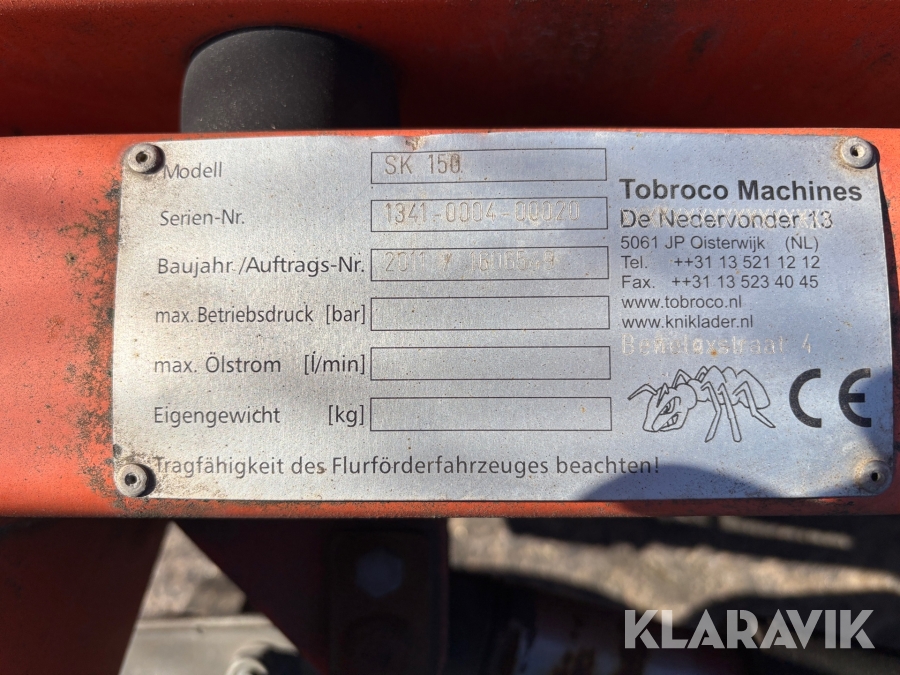 Modell SK 150
Serien-Nr. 1341-0004-00020
Baujahr/Auftrags-Nr. 2011
max. Betriebsdruck [bar]
max. Ölstrom [l/min]
Eigengewicht [kg]
Tragfähigkeit des Flurförderfahrzeuges beachten!
Tobroco Machines
De Nedervonder 13
5061 JP Oisterwijk (NL)
Tel. ++31 13 521 12 12
Fax. ++31 13 523 40 45
www.tobroco.nl
www.kniklader.nl
4
CE
KLARAVIK